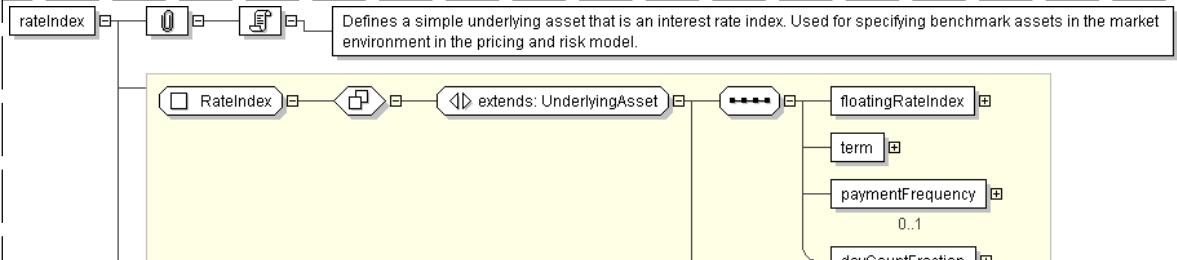 rateIndex
Defines a simple underlying asset that is an interest rate index. Used for specifying benchmark assets in the market
environment in the pricing and risk model.
RateIndex
extends: UnderlyingAsset
floatingRateIndex
term
paymentFrequency
0..1
dayCountFraction